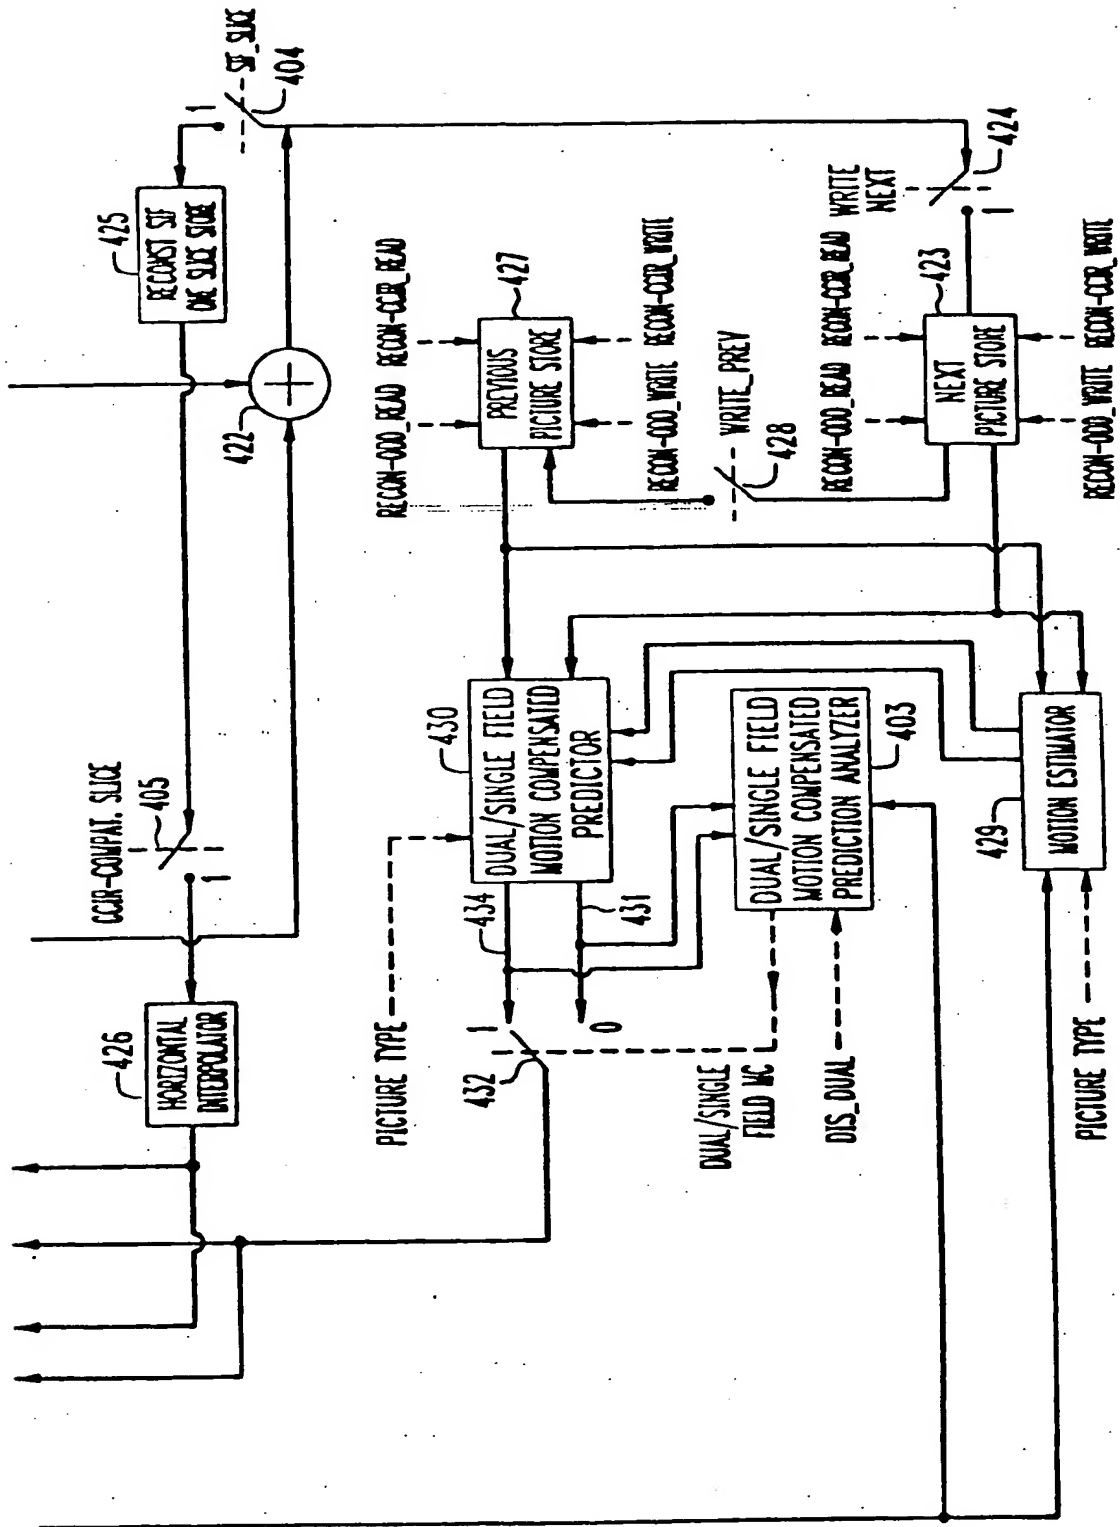 SIF_SLICE
404
1
425
RECONST SIF
ONE SLICE STORE
422
CCIR-COMPAT. SLICE
405
1
426
HORIZONTAL
INTERPOLATOR
WRITE
NEXT
424
1
RECON-ODD_READ RECON-CCIR_READ
427
PREVIOUS
PICTURE STORE
RECON-ODD_WRITE RECON-CCIR_WRITE
WRITE_PREV
428
RECON-ODD_READ RECON-CCIR_READ
423
NEXT
PICTURE STORE
RECON-ODD_WRITE RECON-CCIR_WRITE
PICTURE TYPE
430
DUAL/SINGLE FIELD
MOTION COMPENSATED
PREDICTOR
434
431
1
0
432
DUAL/SINGLE FIELD
MOTION COMPENSATED
PREDICTION ANALYZER
403
DUAL/SINGLE
FIELD MC
DIS_DUAL
429
MOTION ESTIMATOR
PICTURE TYPE